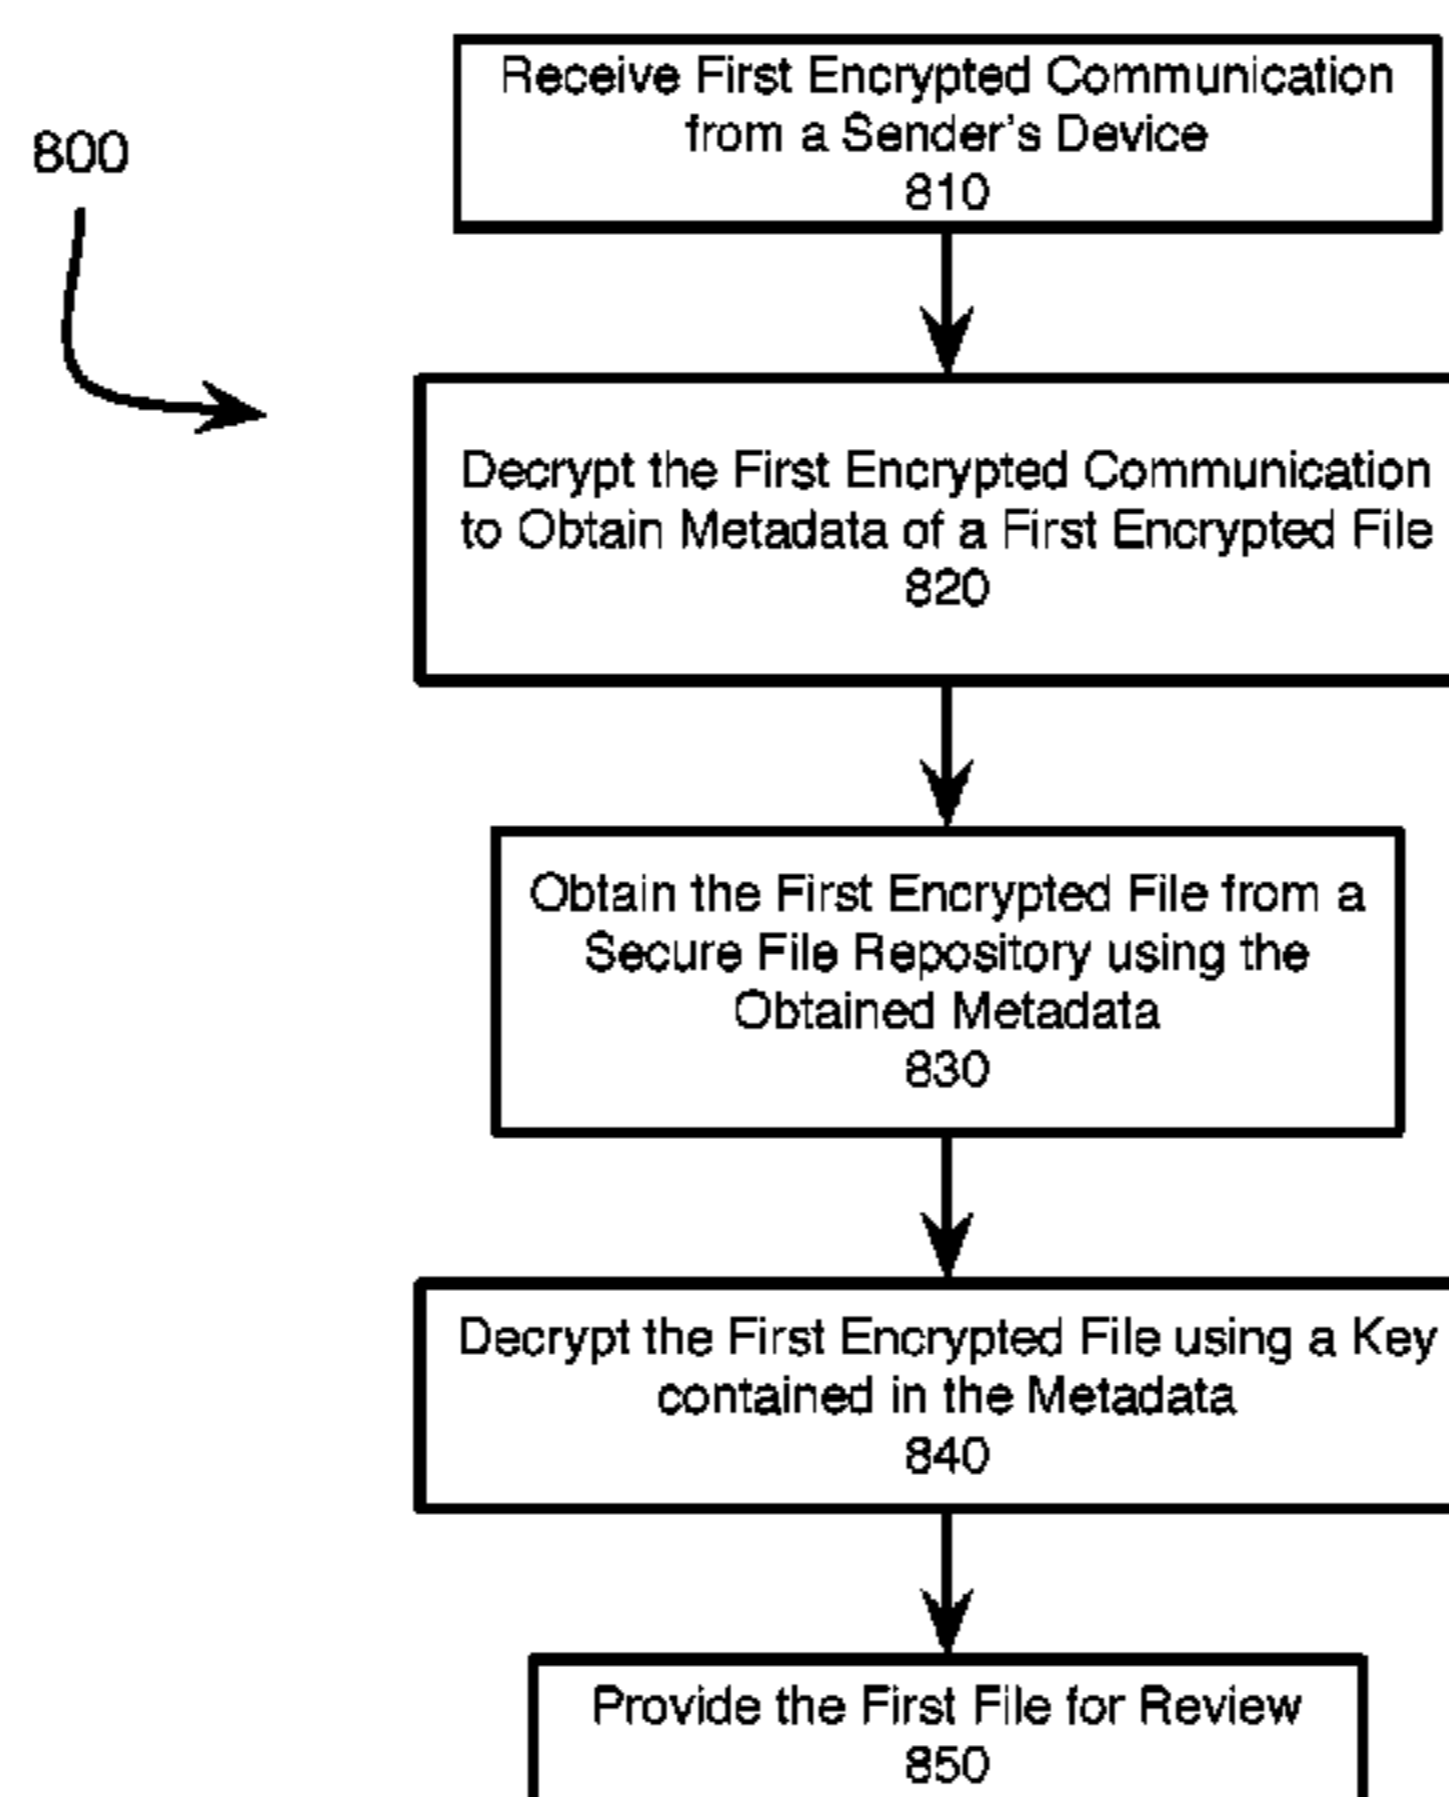 800
Receive First Encrypted Communication
from a Sender's Device
810
Decrypt the First Encrypted Communication
to Obtain Metadata of a First Encrypted File
820
Obtain the First Encrypted File from a
Secure File Repository using the
Obtained Metadata
830
Decrypt the First Encrypted File using a Key
contained in the Metadata
840
Provide the First File for Review
850